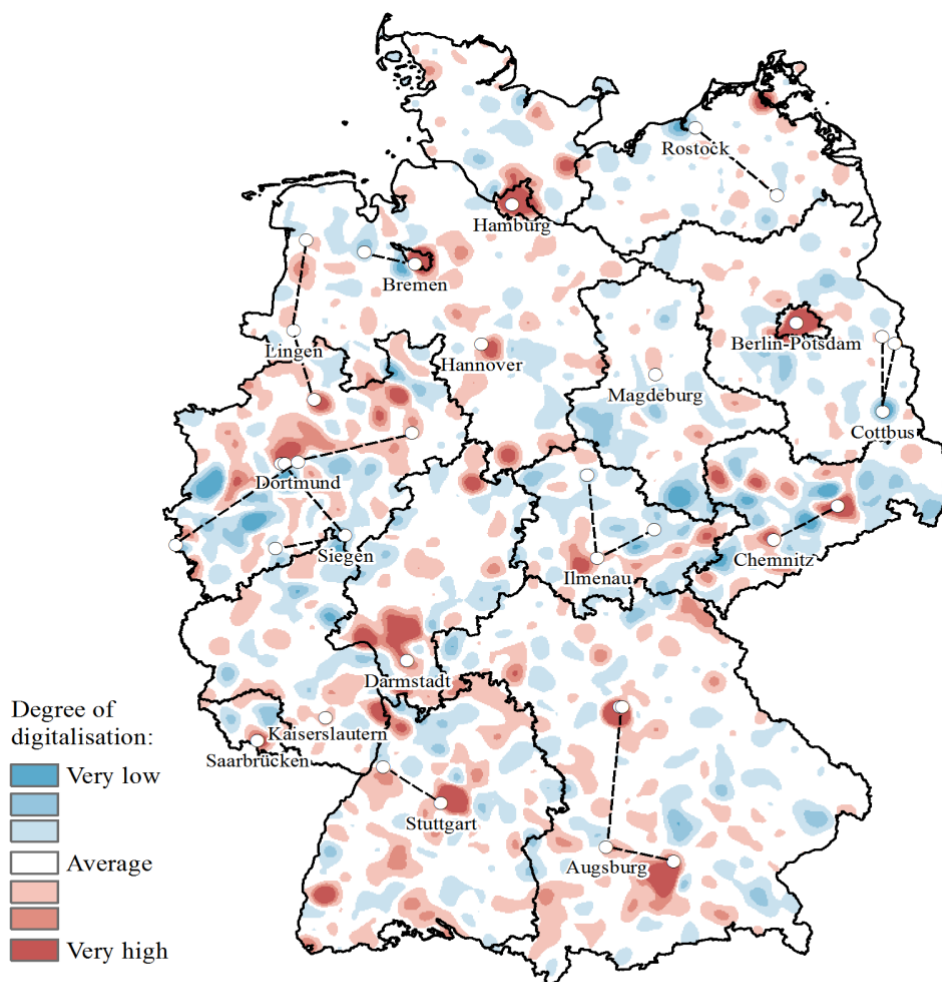 Rostock
Hamburg
Bremen
Berlin-Potsdam
Lingen
Hannover
Magdeburg
Cottbus
Dortmund
Siegen
Ilmenau
Chemnitz
Darmstadt
Kaiserslautern
Saarbrücken
Stuttgart
Augsburg
Degree of
digitalisation:
Very low
Average
Very high